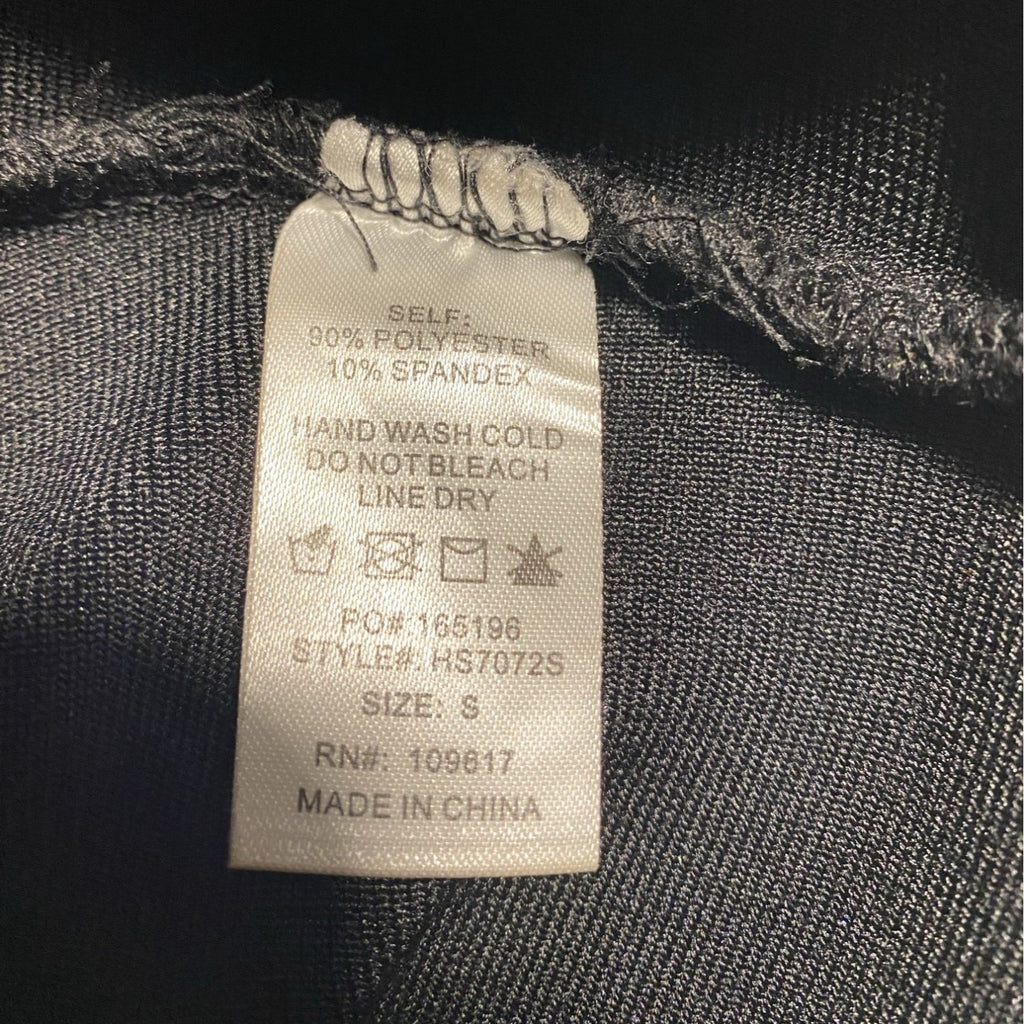 SELF:
90% POLYESTER
10% SPANDEX
HAND WASH COLD
DO NOT BLEACH
LINE DRY
PO# 165196
STYLE#: HS7072S
SIZE: S
RN#: 109617
MADE IN CHINA